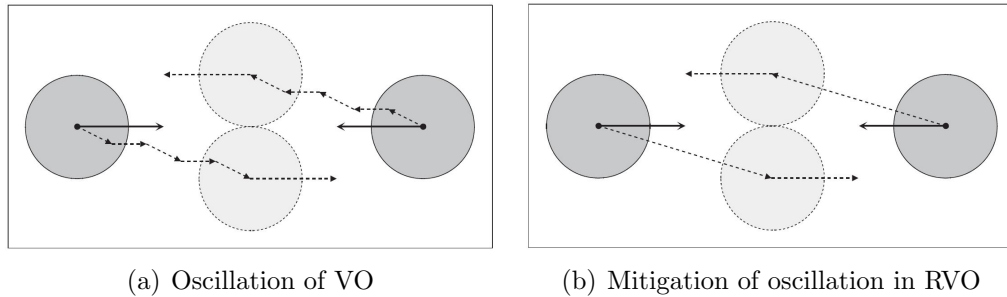 (a) Oscillation of VO
(b) Mitigation of oscillation in RVO